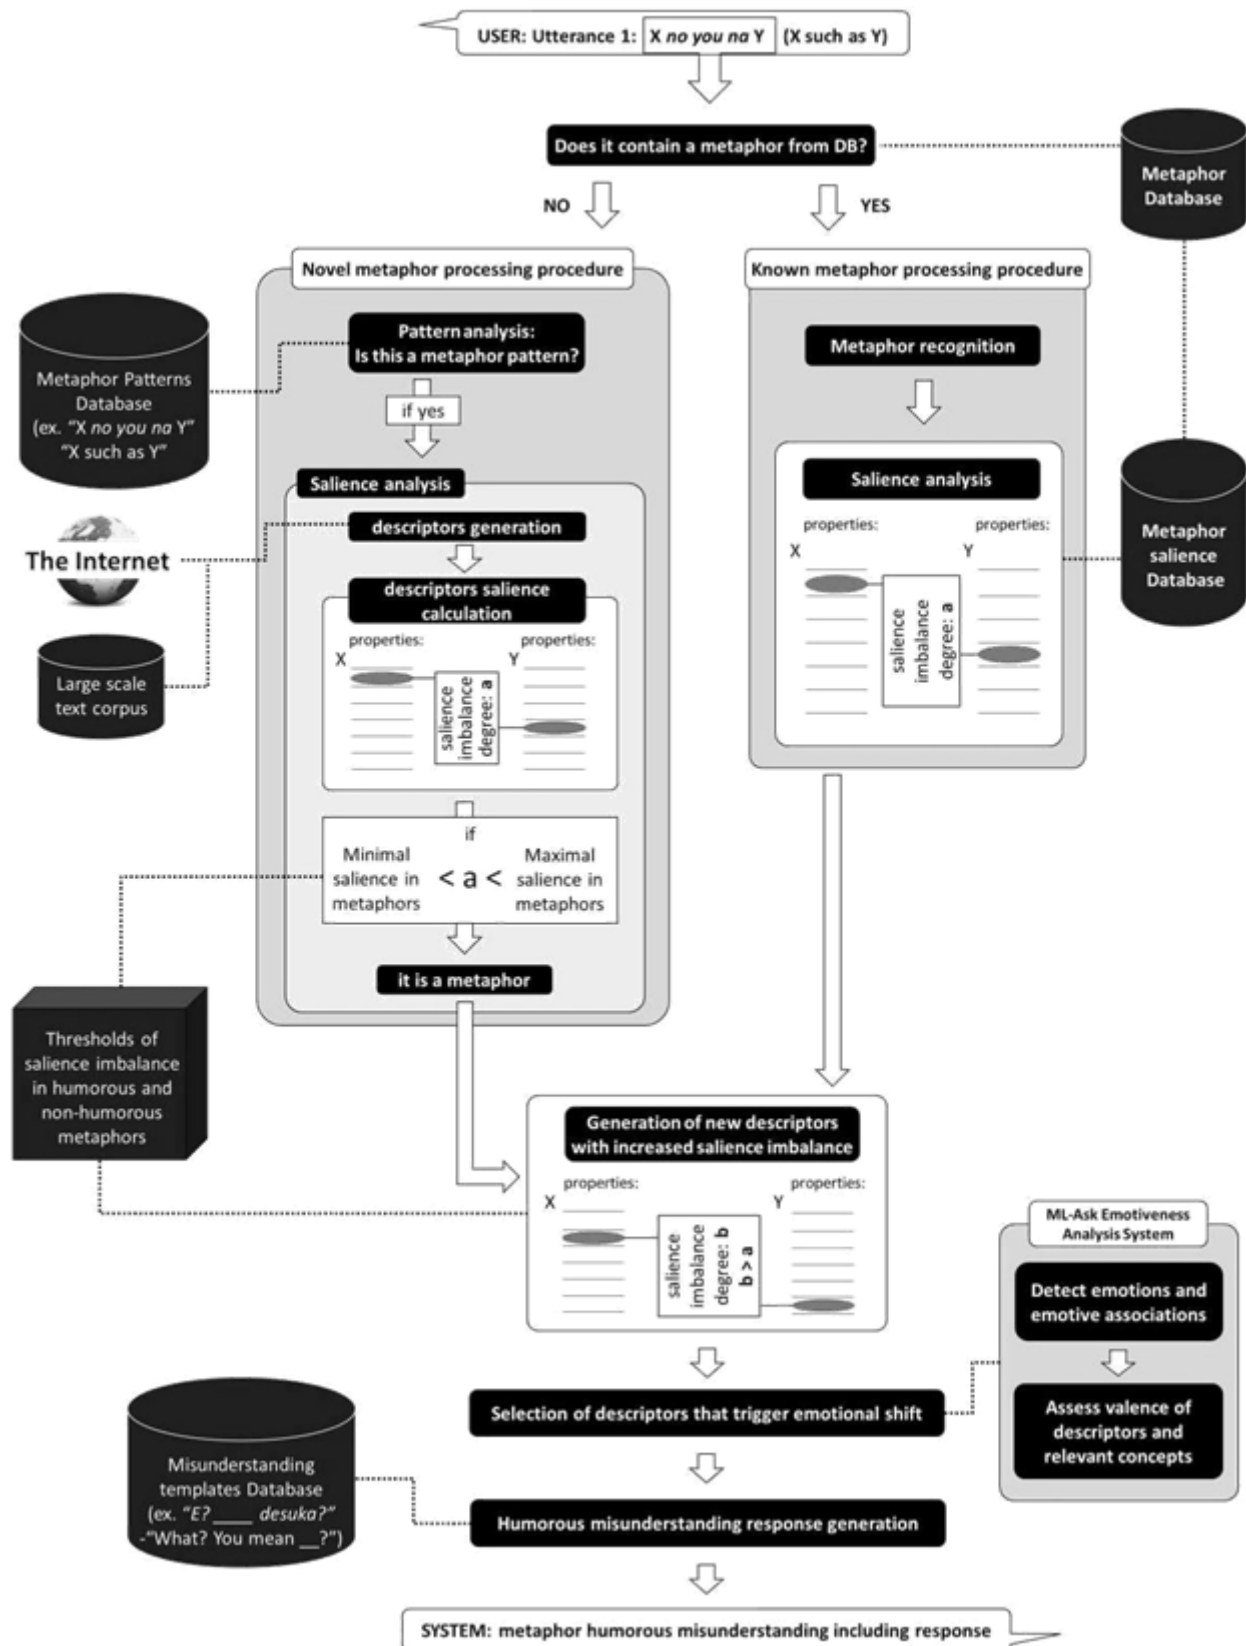 USER: Utterance 1: X no you na Y (X such as Y)
Does it contain a metaphor from DB?
Metaphor
Database
NO
YES
Novel metaphor processing procedure
Known metaphor processing procedure
Pattern analysis:
Is this a metaphor pattern?
Metaphor recognition
Metaphor Patterns
Database
(ex. "X no you na Y"
"X such as Y"
if yes
Salience analysis
Salience analysis
descriptors generation
properties:
properties:
X
Y
Metaphor
salience
Database
The Internet
descriptors salience
calculation
salience
imbalance
degree: a
properties:
properties:
X
Y
Large scale
text corpus
salience
imbalance
degree: a
if
Minimal
salience in
metaphors
< a <
Maximal
salience in
metaphors
it is a metaphor
Thresholds of
salience imbalance
in humorous and
non-humorous
metaphors
Generation of new descriptors
with increased salience imbalance
properties:
properties:
X
Y
salience
imbalance
degree: b
b > a
ML-Ask Emotiveness
Analysis System
Detect emotions and
emotive associations
Selection of descriptors that trigger emotional shift
Assess valence of
descriptors and
relevant concepts
Misunderstanding
templates Database
(ex. "E? ____ desuka?"
-"What? You mean __?")
Humorous misunderstanding response generation
SYSTEM: metaphor humorous misunderstanding including response